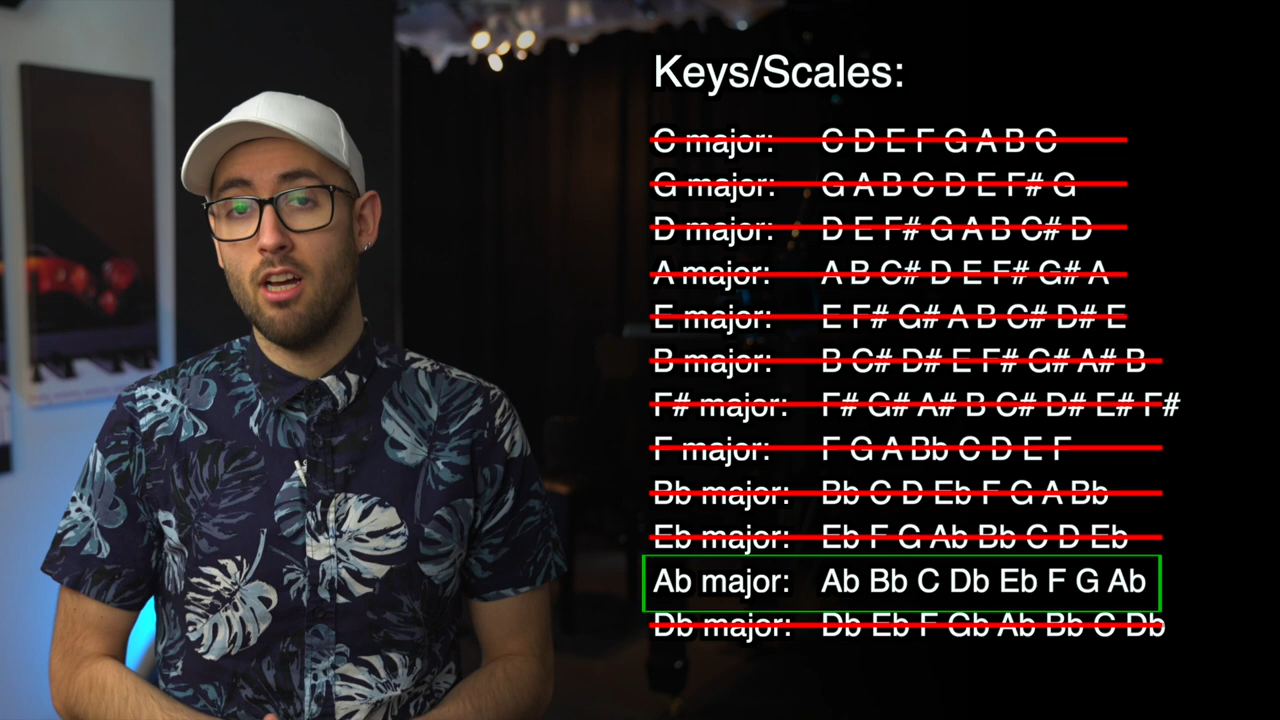 Keys/Scales:
C major: C D E F G A B C
G major: G A B C D E F# G
D major: D E F# G A B C# D
A major: A B C# D E F# G# A
E major: E F# G# A B C# D# E
B major: B C# D# E F# G# A# B
F# major: F# G# A# B C# D# E# F#
F major: F G A Bb C D E F
Bb major: Bb C D Eb F G A Bb
Eb major: Eb F G Ab Bb C D Eb
Ab major: Ab Bb C Db Eb F G Ab
Db major: Db Eb F Gb Ab Bb C Db